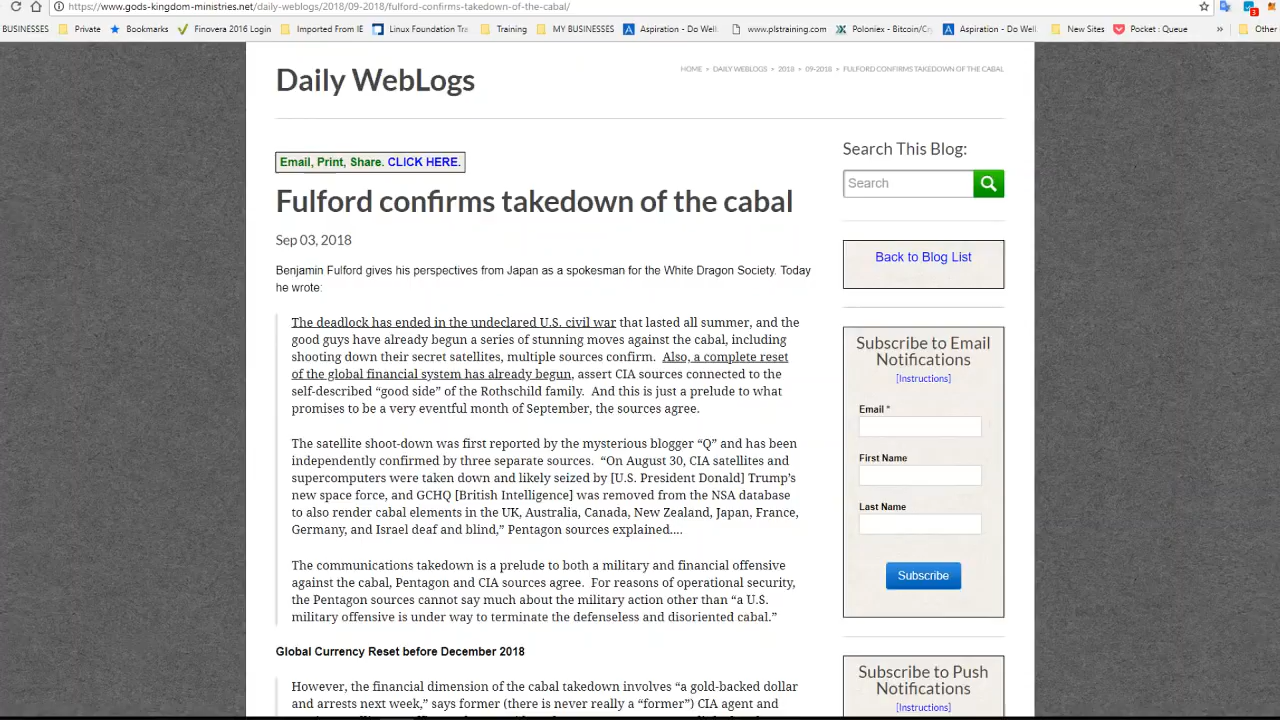 https://www.gods-kingdom-ministries.net/daily-weblogs/2018/09-2018/fulford-confirms-takedown-of-the-cabal/
3
BUSINESSES Private Bookmarks Finovera 2016 Login Imported From IE Linux Foundation Tra Training MY BUSINESSES Aspiration - Do Well. www.plstraining.com Poloniex - Bitcoin/Cry Aspiration - Do Well. New Sites Pocket : Queue » Other
Daily WebLogs
HOME • DAILY WEBLOGS • 2018 • 09-2018 • FULFORD CONFIRMS TAKEDOWN OF THE CABAL
Email, Print, Share. CLICK HERE.
Fulford confirms takedown of the cabal
Sep 03, 2018
Benjamin Fulford gives his perspectives from Japan as a spokesman for the White Dragon Society. Today
he wrote:
The deadlock has ended in the undeclared U.S. civil war that lasted all summer, and the
good guys have already begun a series of stunning moves against the cabal, including
shooting down their secret satellites, multiple sources confirm. Also, a complete reset
of the global financial system has already begun, assert CIA sources connected to the
self-described “good side” of the Rothschild family. And this is just a prelude to what
promises to be a very eventful month of September, the sources agree.
The satellite shoot-down was first reported by the mysterious blogger “Q” and has been
independently confirmed by three separate sources. “On August 30, CIA satellites and
supercomputers were taken down and likely seized by [U.S. President Donald] Trump’s
new space force, and GCHQ [British Intelligence] was removed from the NSA database
to also render cabal elements in the UK, Australia, Canada, New Zealand, Japan, France,
Germany, and Israel deaf and blind,” Pentagon sources explained....
The communications takedown is a prelude to both a military and financial offensive
against the cabal, Pentagon and CIA sources agree. For reasons of operational security,
the Pentagon sources cannot say much about the military action other than “a U.S.
military offensive is under way to terminate the defenseless and disoriented cabal.”
Global Currency Reset before December 2018
However, the financial dimension of the cabal takedown involves “a gold-backed dollar
and arrests next week,” says former (there is never really a “former”) CIA agent and
Search This Blog:
Search
Back to Blog List
Subscribe to Email
Notifications
[Instructions]
Email *
First Name
Last Name
Subscribe
Subscribe to Push
Notifications
[Instructions]